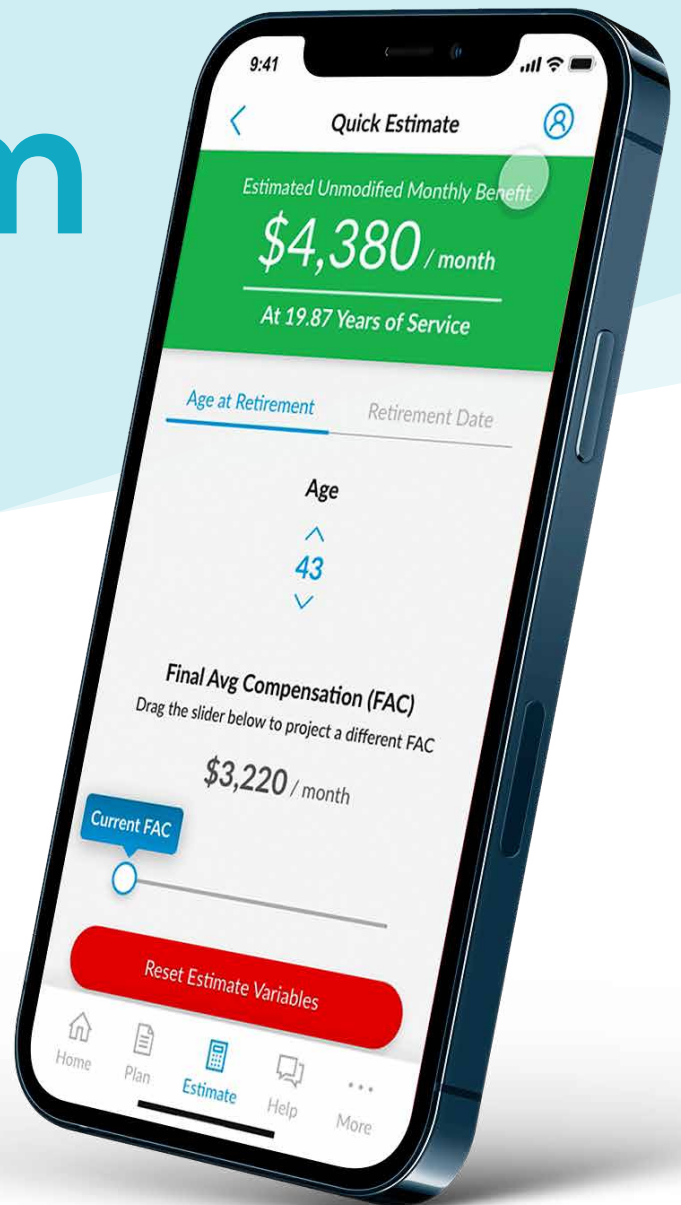 m
9:41
Quick Estimate
Estimated Unmodified Monthly Benefit
$4,380 / month
At 19.87 Years of Service
Age at Retirement
Retirement Date
Age
43
Final Avg Compensation (FAC)
Drag the slider below to project a different FAC
$3,220 / month
Current FAC
Reset Estimate Variables
Home
Plan
Estimate
Help
More